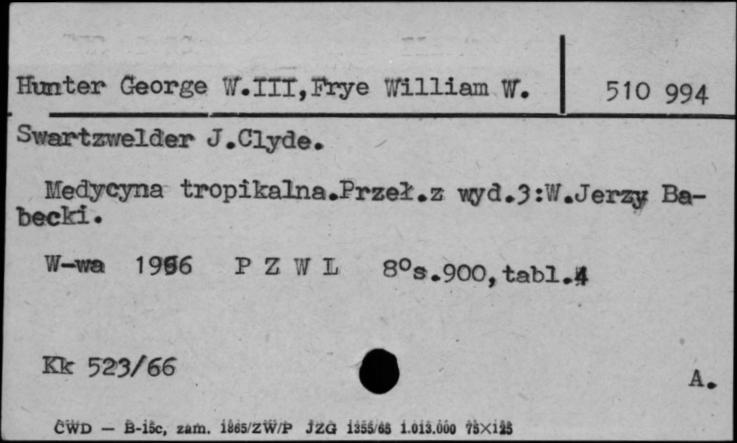 Hunter George W.III,Frye William W.
510 994
Swartzwelder J.Clyde.
Medycyna tropikalna.Przeł.z wyd.3:W.Jerzy Ba-
becki.
W-wa 1966 P Z W L 8°s.900,tabl.4
Kk 523/66
A.
CWD — B-15c, zam. 1865/ZW/P JZG 1355/65 1.013.000 75×125